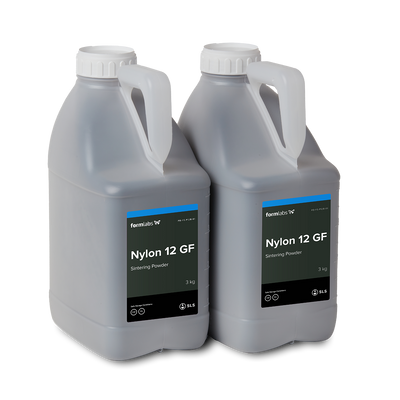 formlabs
Nylon 12 GF
Sintering Powder
3 kg
SLS
formlabs
Nylon 12 GF
Sintering Powder
3 kg
SLS